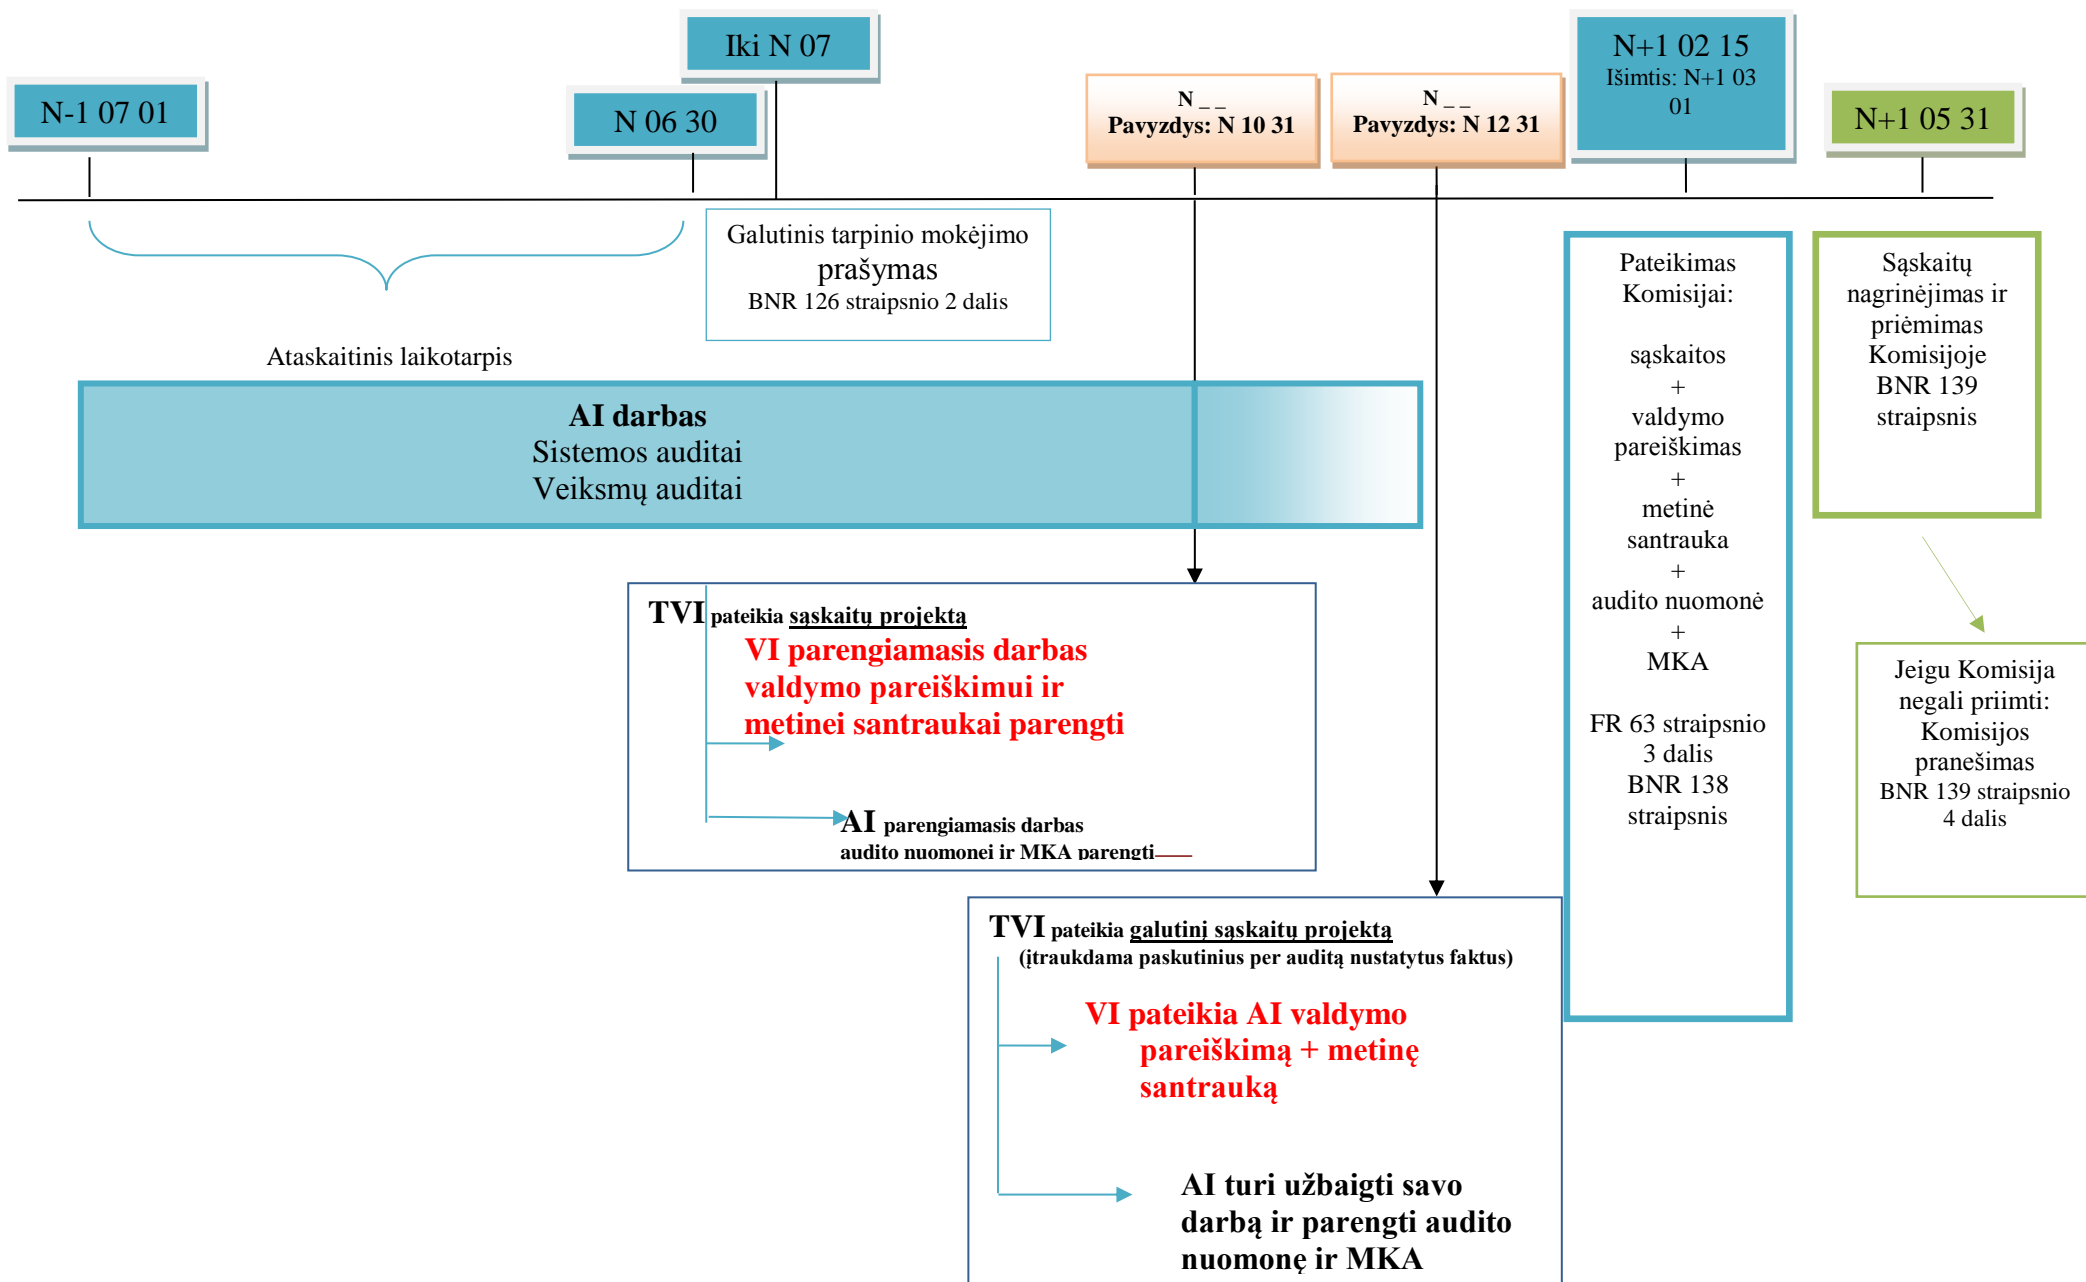 N-1 07 01
N 06 30
Iki N 07
N _ _
Pavyzdys: N 10 31
N _ _
Pavyzdys: N 12 31
N+1 02 15
Išimtis: N+1 03
01
N+1 05 31
Galutinis tarpinio mokėjimo
prašymas
BNR 126 straipsnio 2 dalis
Ataskaitinis laikotarpis
AI darbas
Sistemos auditai
Veiksmų auditai
TVI pateikia sąskaitų projektą
VI parengiamasis darbas
valdymo pareiškimui ir
metinei santraukai parengti
AI parengiamasis darbas
audito nuomonei ir MKA parengti
TVI pateikia galutinį sąskaitų projektą
(įtraukdama paskutinius per auditą nustatytus faktus)
VI pateikia AI valdymo
pareiškimą + metinę
santrauką
AI turi užbaigti savo
darbą ir parengti audito
nuomonę ir MKA
Pateikimas
Komisijai:
sąskaitos
+
valdymo
pareiškimas
+
metinė
santrauka
+
audito nuomonė
+
MKA
FR 63 straipsnio
3 dalis
BNR 138
straipsnis
Sąskaitų
nagrinėjimas ir
priėmimas
Komisijoje
BNR 139
straipsnis
Jeigu Komisija
negali priimti:
Komisijos
pranešimas
BNR 139 straipsnio
4 dalis